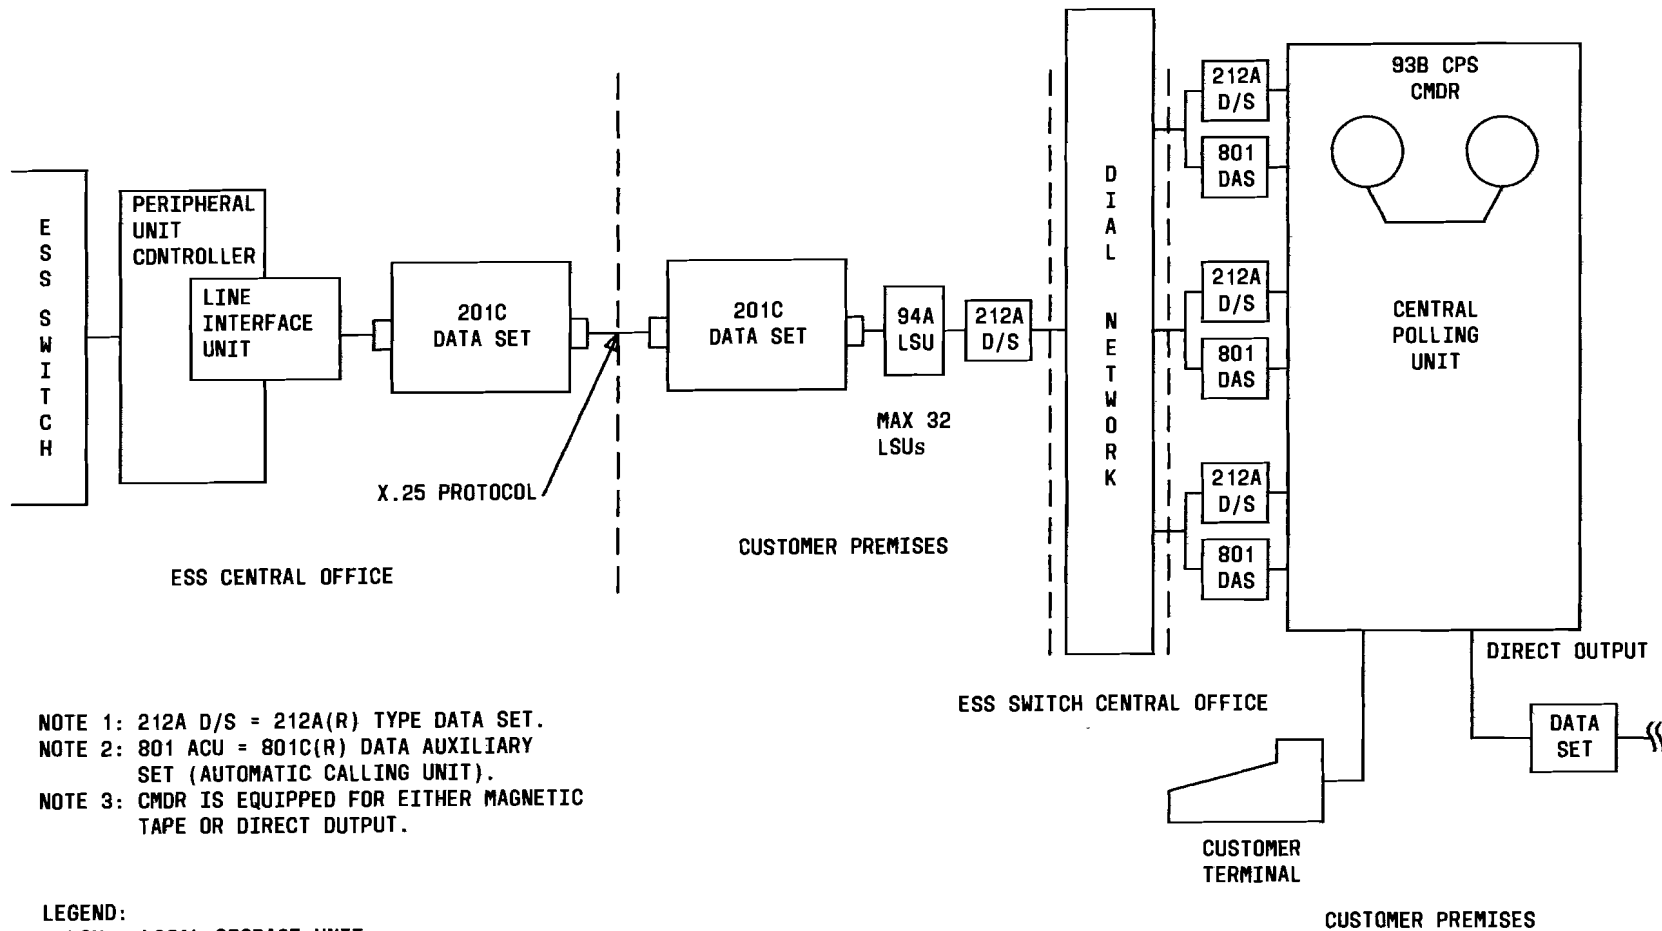 ESS SWITCH
PERIPHERAL
UNIT
CONTROLLER
LINE
INTERFACE
UNIT
201C
DATA SET
X.25 PROTOCOL
ESS CENTRAL OFFICE
201C
DATA SET
94A
LSU
MAX 32
LSUs
212A
D/S
CUSTOMER PREMISES
DIAL NETWORK
ESS SWITCH CENTRAL OFFICE
212A
D/S
801
DAS
212A
D/S
801
DAS
212A
D/S
801
DAS
93B CPS
CMDR
CENTRAL
POLLING
UNIT
DIRECT OUTPUT
DATA
SET
CUSTOMER
TERMINAL
CUSTOMER PREMISES
NOTE 1: 212A D/S = 212A(R) TYPE DATA SET.
NOTE 2: 801 ACU = 801C(R) DATA AUXILIARY
SET (AUTOMATIC CALLING UNIT).
NOTE 3: CMDR IS EQUIPPED FOR EITHER MAGNETIC
TAPE OR DIRECT OUTPUT.
LEGEND: